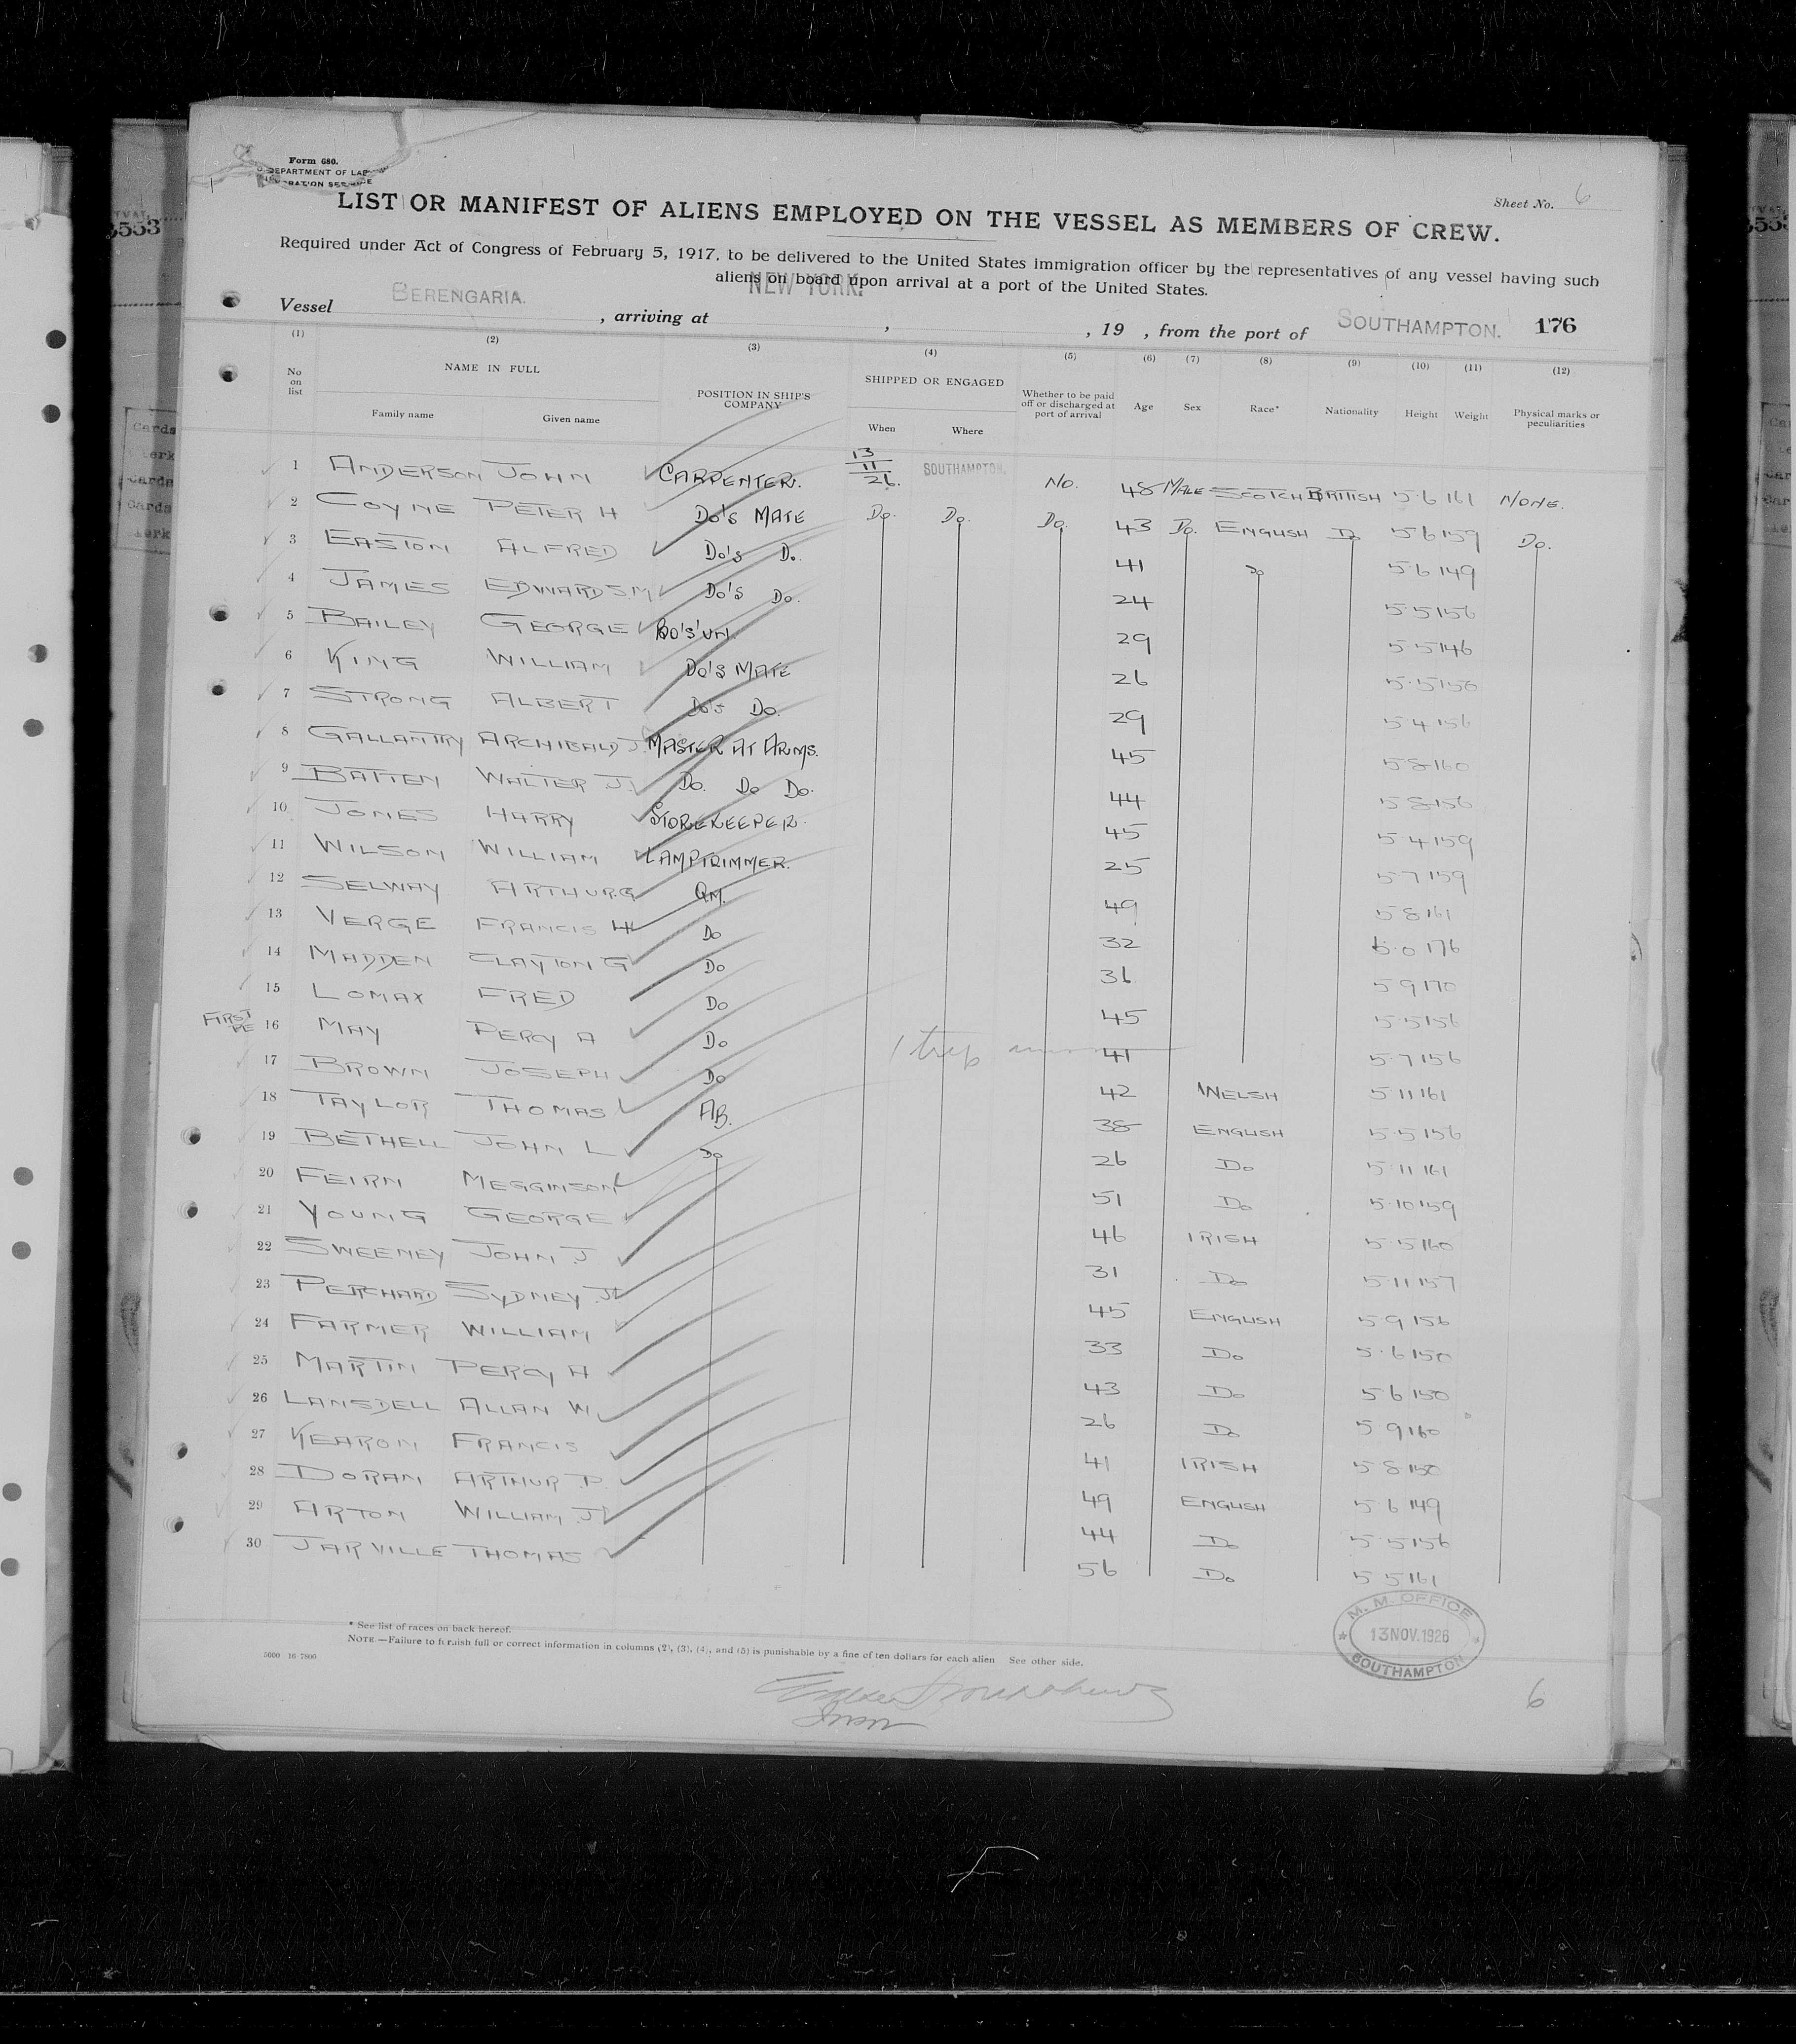 Form 680.
DEPARTMENT OF LAB
LIST OR MANIFEST OF ALIENS EMPLOYED ON THE VESSEL AS MEMBERS OF CREW.
Sheet No. 6
Required under Act of Congress of February 5, 1917, to be delivered to the United States immigration officer by the representatives of any vessel having such
aliens on board upon arrival at a port of the United States.
Vessel BERENGARIA. , arriving at NEW YORK. , , 19 , from the port of SOUTHAMPTON. 176
(1) (2) (3) (4) (5) (6) (7) (8) (9) (10) (11) (12)
No on list NAME IN FULL Family name Given name POSITION IN SHIP'S COMPANY SHIPPED OR ENGAGED When Where Whether to be paid off or discharged at port of arrival Age Sex Race* Nationality Height Weight Physical marks or peculiarities
1 ANDERSON JOHN CARPENTER. 13/11/26. SOUTHAMPTON. NO. 48 MALE SCOTCH BRITISH 5 6 161 NONE.
2 COYNE PETER H DO'S MATE DO. DO. DO. 43 DO. ENGLISH DO 5 6 159 DO.
3 EASTON ALFRED DO'S DO. 41 DO 5 6 149
4 JAMES EDWARD S.M DO'S DO. 24 5 5 156
5 BAILEY GEORGE BO'S'UN. 29 5 5 146
6 KING WILLIAM DO'S MATE 26 5 5 156
7 STRONG ALBERT DO'S DO. 29 5 4 156
8 GALLANTRY ARCHIBALD J. MASTER AT ARMS. 45 5 8 160
9 BATTEN WALTER J. DO. DO DO. 44 5 8 156
10 JONES HARRY STOREKEEPER. 45 5 4 159
11 WILSON WILLIAM LAMPTRIMMER. 25 5 7 159
12 SELWAY ARTHUR G QM. 49 5 8 161
13 VERGE FRANCIS H DO 32 6.0 176
14 MADDEN CLAYTON G DO 36 5 9 170
15 LOMAX FRED DO 45 5 5 156
FIRST
16 MAY PERCY A DO 1 trip 41 5 7 156
17 BROWN JOSEPH DO 42 WELSH 5 11 161
18 TAYLOR THOMAS AB. 38 ENGLISH 5 5 156
19 BETHELL JOHN L DO 26 DO 5 11 161
20 FEIRN MEGGINSON 51 DO 5 10 159
21 YOUNG GEORGE 46 IRISH 5 5 160
22 SWEENEY JOHN J 31 DO 5 11 157
23 PERCHARD SYDNEY J 45 ENGLISH 5 9 156
24 FARMER WILLIAM 33 DO 5 6 150
25 MARTIN PERCY H 43 DO 5 6 150
26 LANSDELL ALLAN W 26 DO 5 9 160
27 KEARON FRANCIS 41 IRISH 5 8 150
28 DORAN ARTHUR P. 49 ENGLISH 5 6 149
29 ARTON WILLIAM J 44 DO 5 5 156
30 JARVILLE THOMAS 56 DO 5 5 161
* See list of races on back hereof.
NOTE.—Failure to furnish full or correct information in columns (2), (3), (4), and (5) is punishable by a fine of ten dollars for each alien See other side.
5000 16-7800
M. M. OFFICE
13 NOV. 1926
SOUTHAMPTON
6